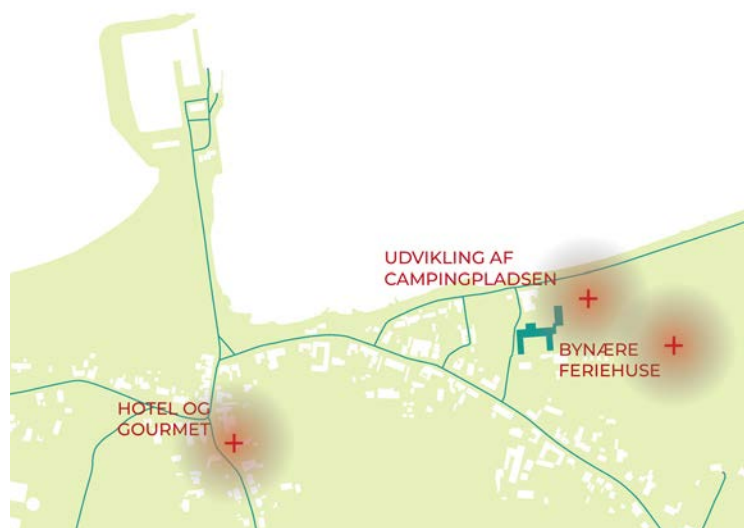 UDVIKLING AF
CAMPINGPLADSEN
BYNÆRE
FERIEHUSE
HOTEL OG
GOURMET